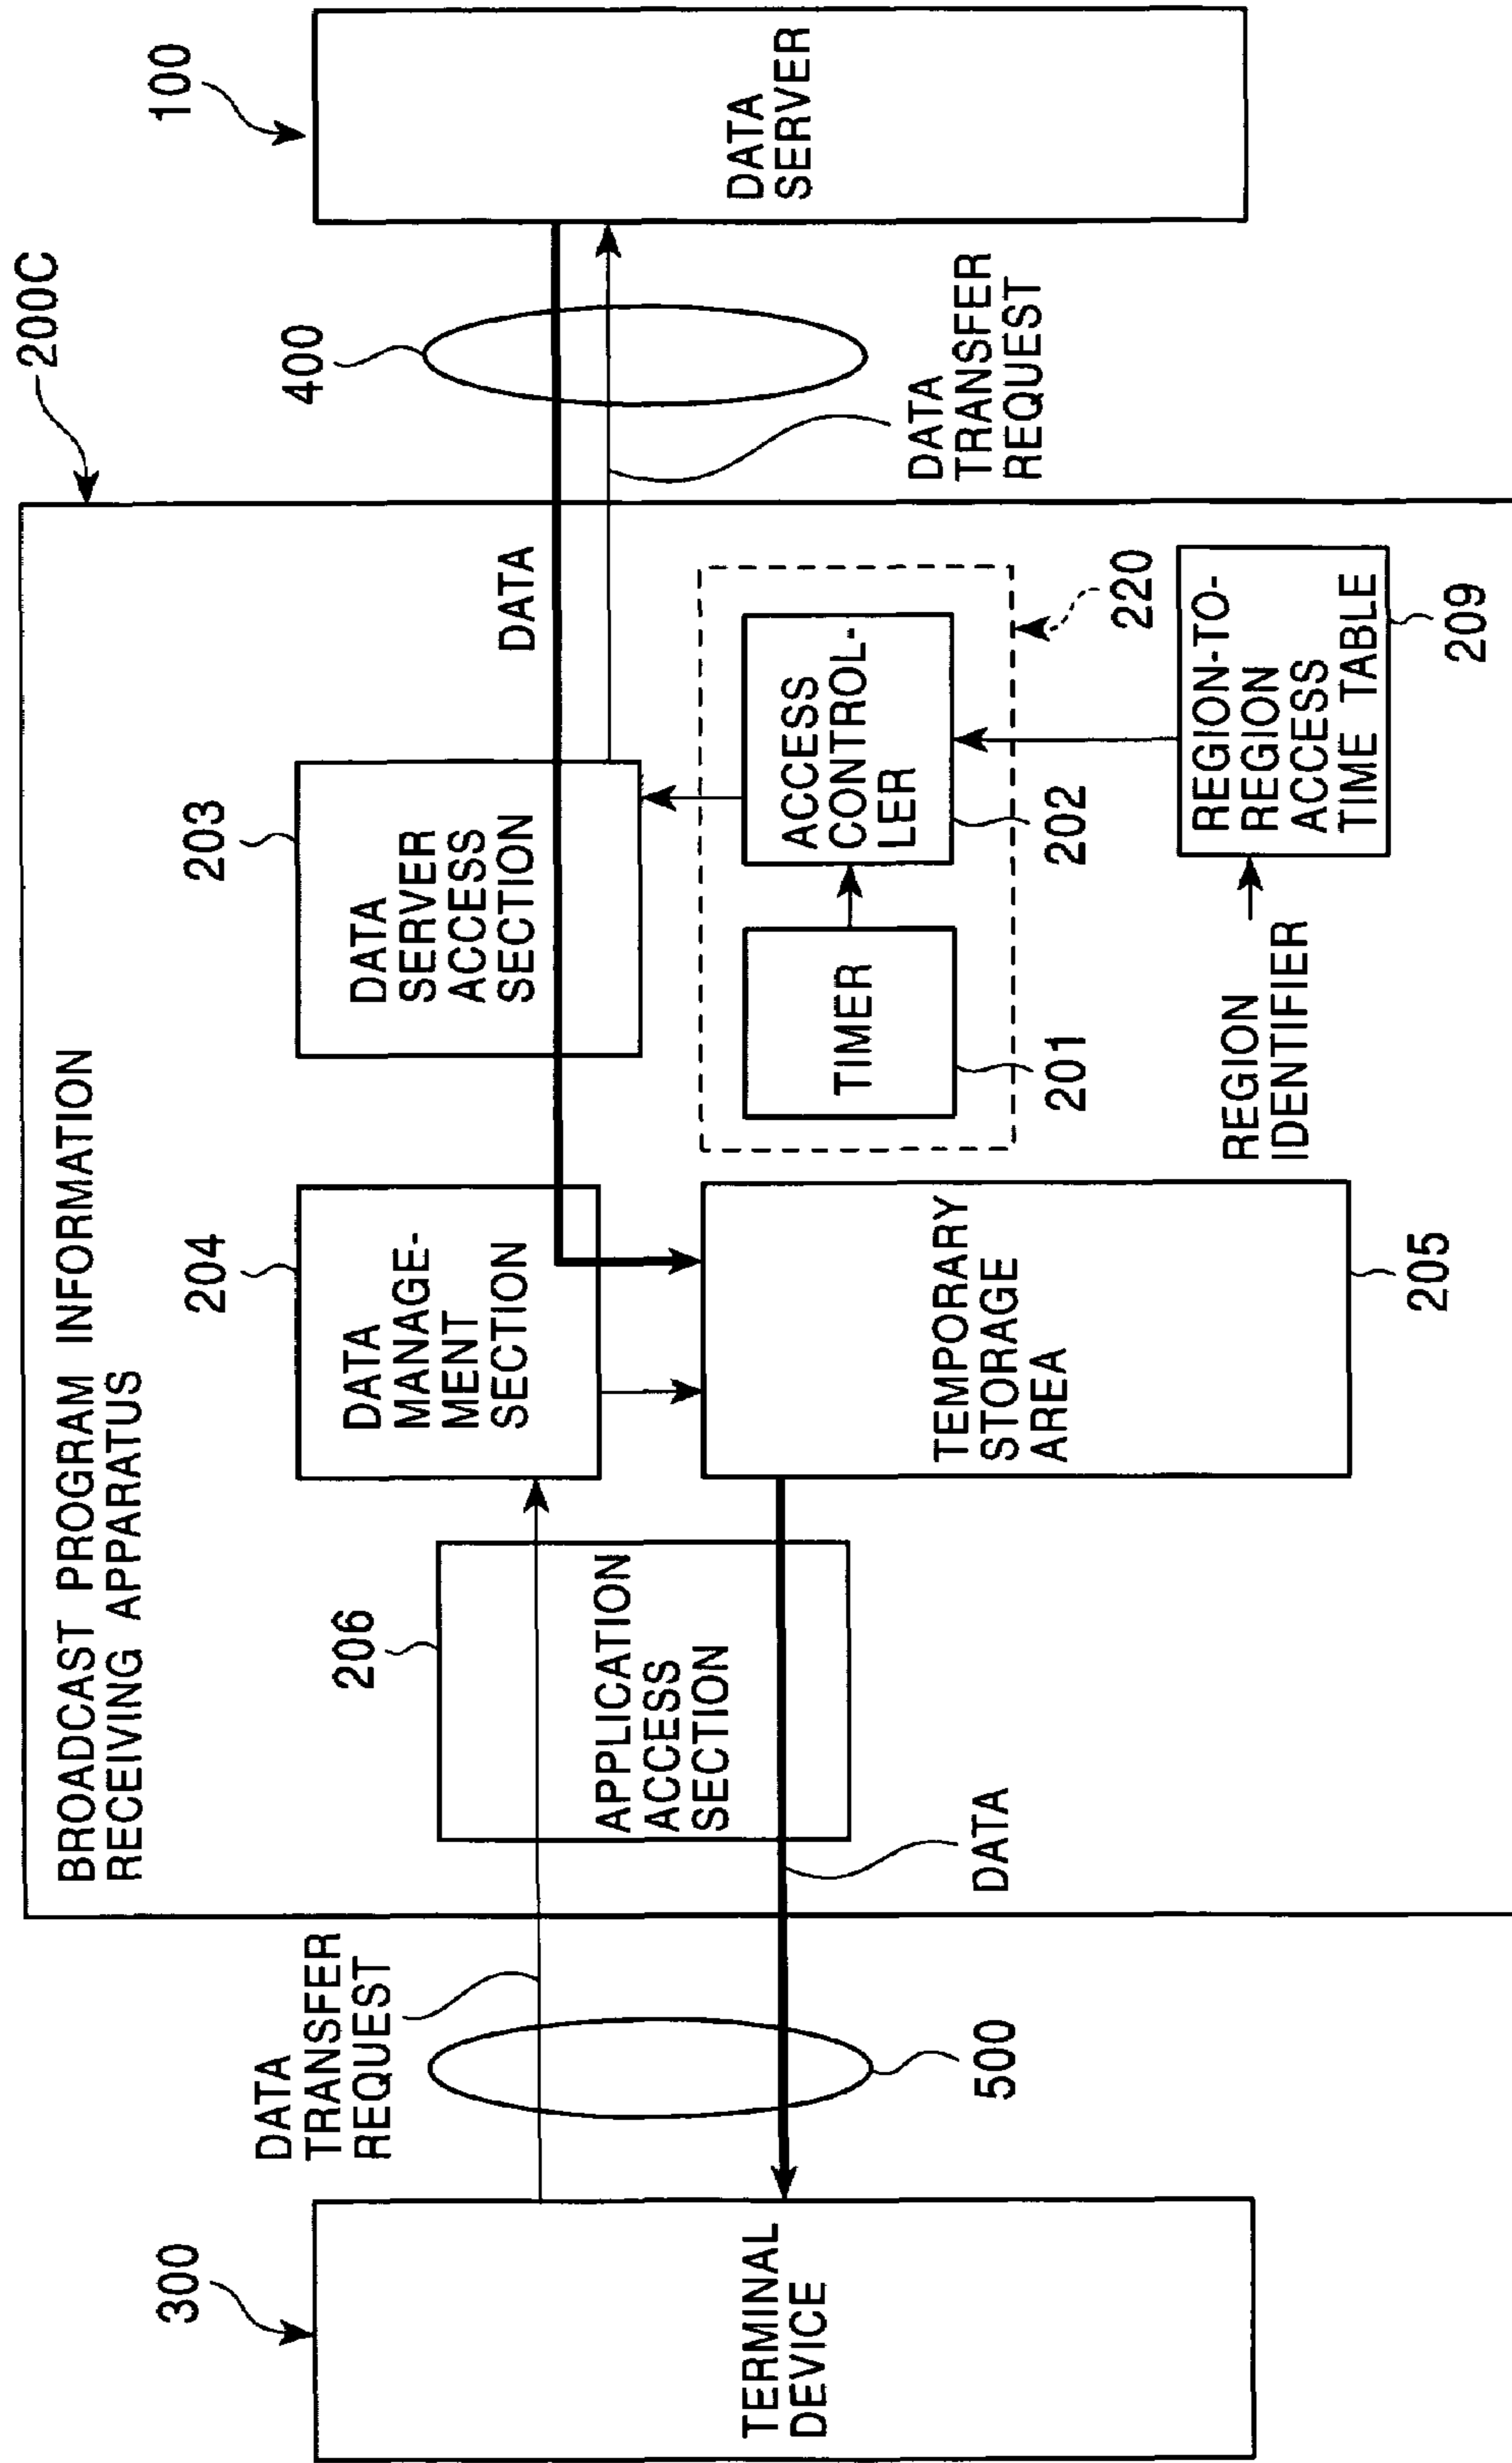 300
TERMINAL
DEVICE
DATA
TRANSFER
REQUEST
500
BROADCAST PROGRAM INFORMATION
RECEIVING APPARATUS
200C
206
APPLICATION
ACCESS
SECTION
DATA
204
DATA
MANAGE-
MENT
SECTION
TEMPORARY
STORAGE
AREA
205
203
DATA
SERVER
ACCESS
SECTION
DATA
TIMER
201
ACCESS
CONTROL-
LER
202
220
REGION
IDENTIFIER
REGION-TO-
REGION
ACCESS
TIME TABLE
209
400
DATA
TRANSFER
REQUEST
100
DATA
SERVER